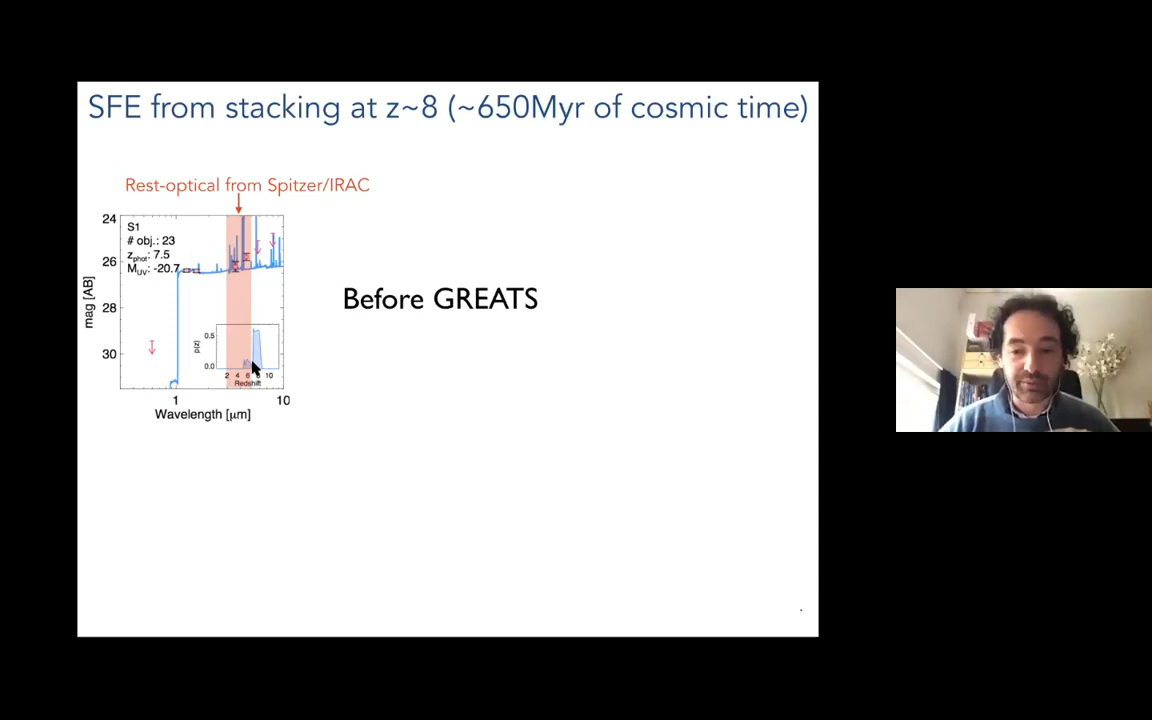 SFE from stacking at z~8 (~650Myr of cosmic time)
Rest-optical from Spitzer/IRAC
24
S1
# obj.: 23
zphot: 7.5
MUV: -20.7
26
28
30
mag [AB]
0.5
0.0
p(z)
2 4 6 8 10
Redshift
1 10
Wavelength [μm]
Before GREATS